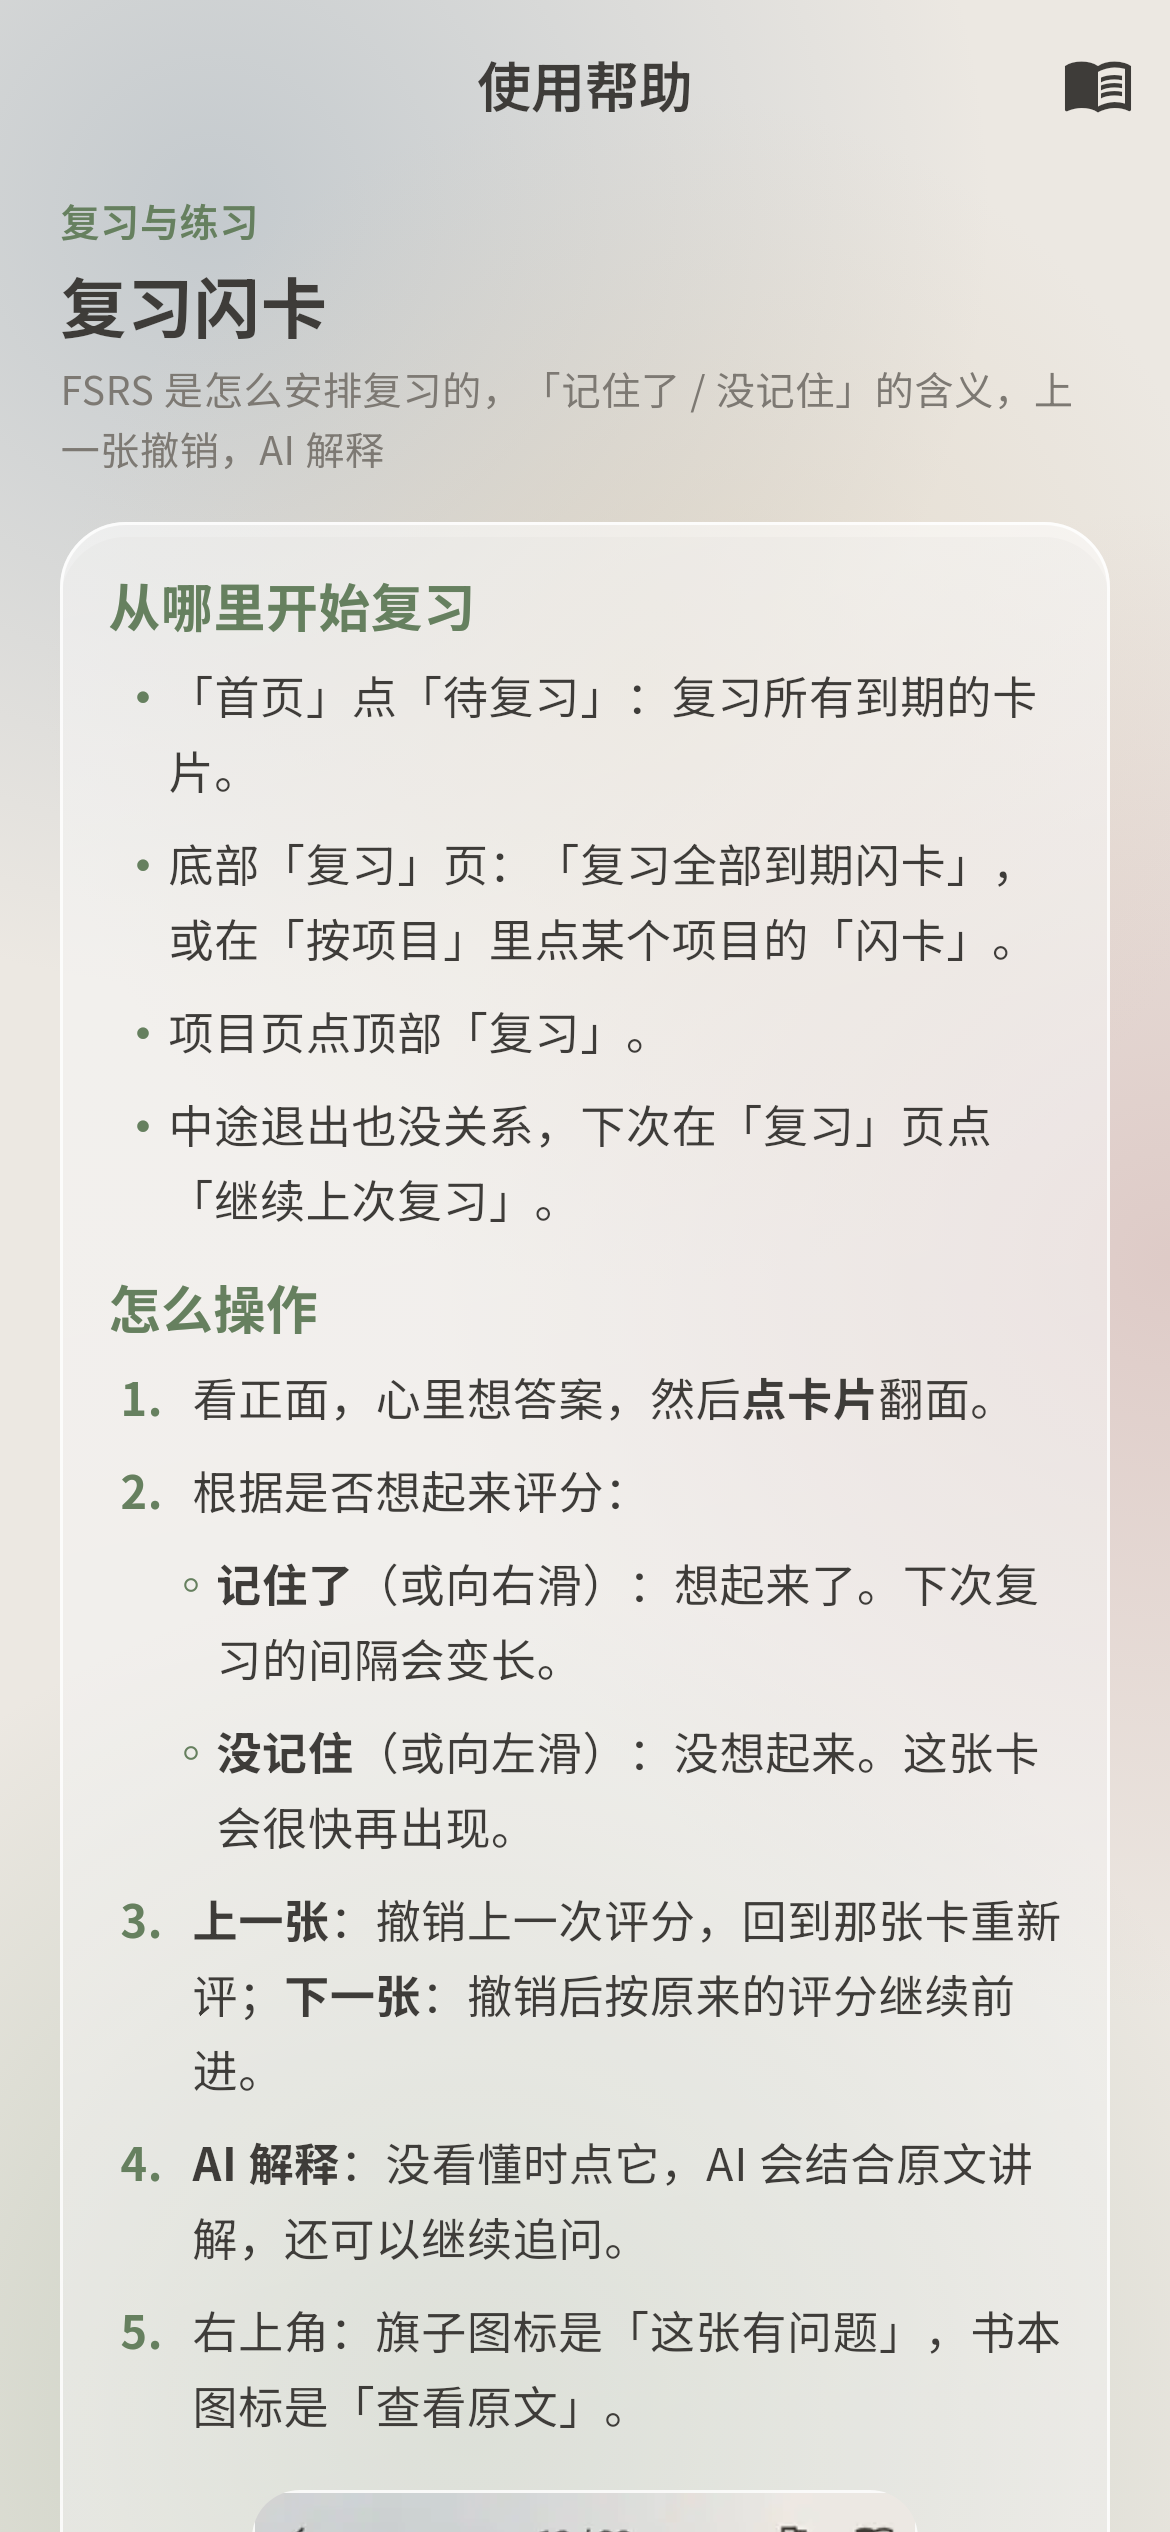 使用帮助
复习与练习
复习闪卡
FSRS 是怎么安排复习的，「记住了 / 没记住」的含义，上
一张撤销，AI 解释
从哪里开始复习
• 「首页」点「待复习」：复习所有到期的卡
片。
• 底部「复习」页：「复习全部到期闪卡」，
或在「按项目」里点某个项目的「闪卡」。
• 项目页点顶部「复习」。
• 中途退出也没关系，下次在「复习」页点
「继续上次复习」。
怎么操作
1. 看正面，心里想答案，然后点卡片翻面。
2. 根据是否想起来评分：
◦ 记住了（或向右滑）：想起来了。下次复
习的间隔会变长。
◦ 没记住（或向左滑）：没想起来。这张卡
会很快再出现。
3. 上一张：撤销上一次评分，回到那张卡重新
评；下一张：撤销后按原来的评分继续前
进。
4. AI 解释：没看懂时点它，AI 会结合原文讲
解，还可以继续追问。
5. 右上角：旗子图标是「这张有问题」，书本
图标是「查看原文」。